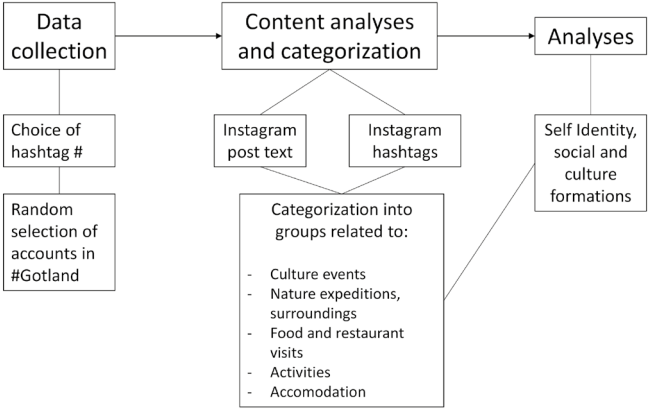 Data
collection
Content analyses
and categorization
Analyses
Choice of
hashtag #
Instagram
post text
Instagram
hashtags
Self Identity,
social and
culture
formations
Random
selection of
accounts in
#Gotland
Categorization into
groups related to:
- Culture events
- Nature expeditions,
surroundings
- Food and restaurant
visits
- Activities
- Accomodation